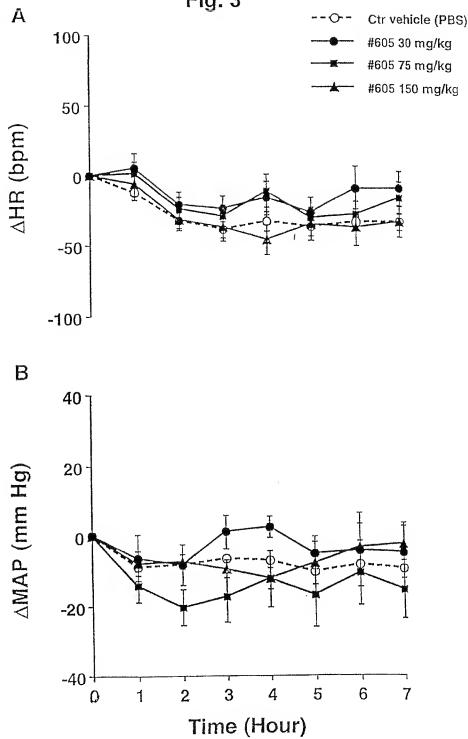 Fig. 3
A
Ctr vehicle (PBS)
#605 30 mg/kg
#605 75 mg/kg
#605 150 mg/kg
100
50
0
-50
-100
ΔHR (bpm)
B
40
20
0
-20
-40
ΔMAP (mm Hg)
0 1 2 3 4 5 6 7
Time (Hour)